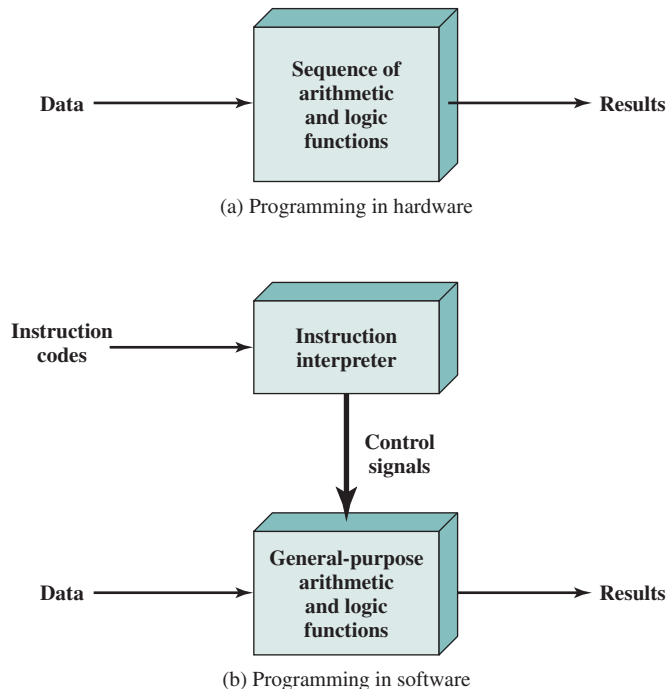 Sequence of
arithmetic
and logic
functions
Data
Results
(a) Programming in hardware
Instruction
codes
Instruction
interpreter
Control
signals
General-purpose
arithmetic
and logic
functions
Data
Results
(b) Programming in software